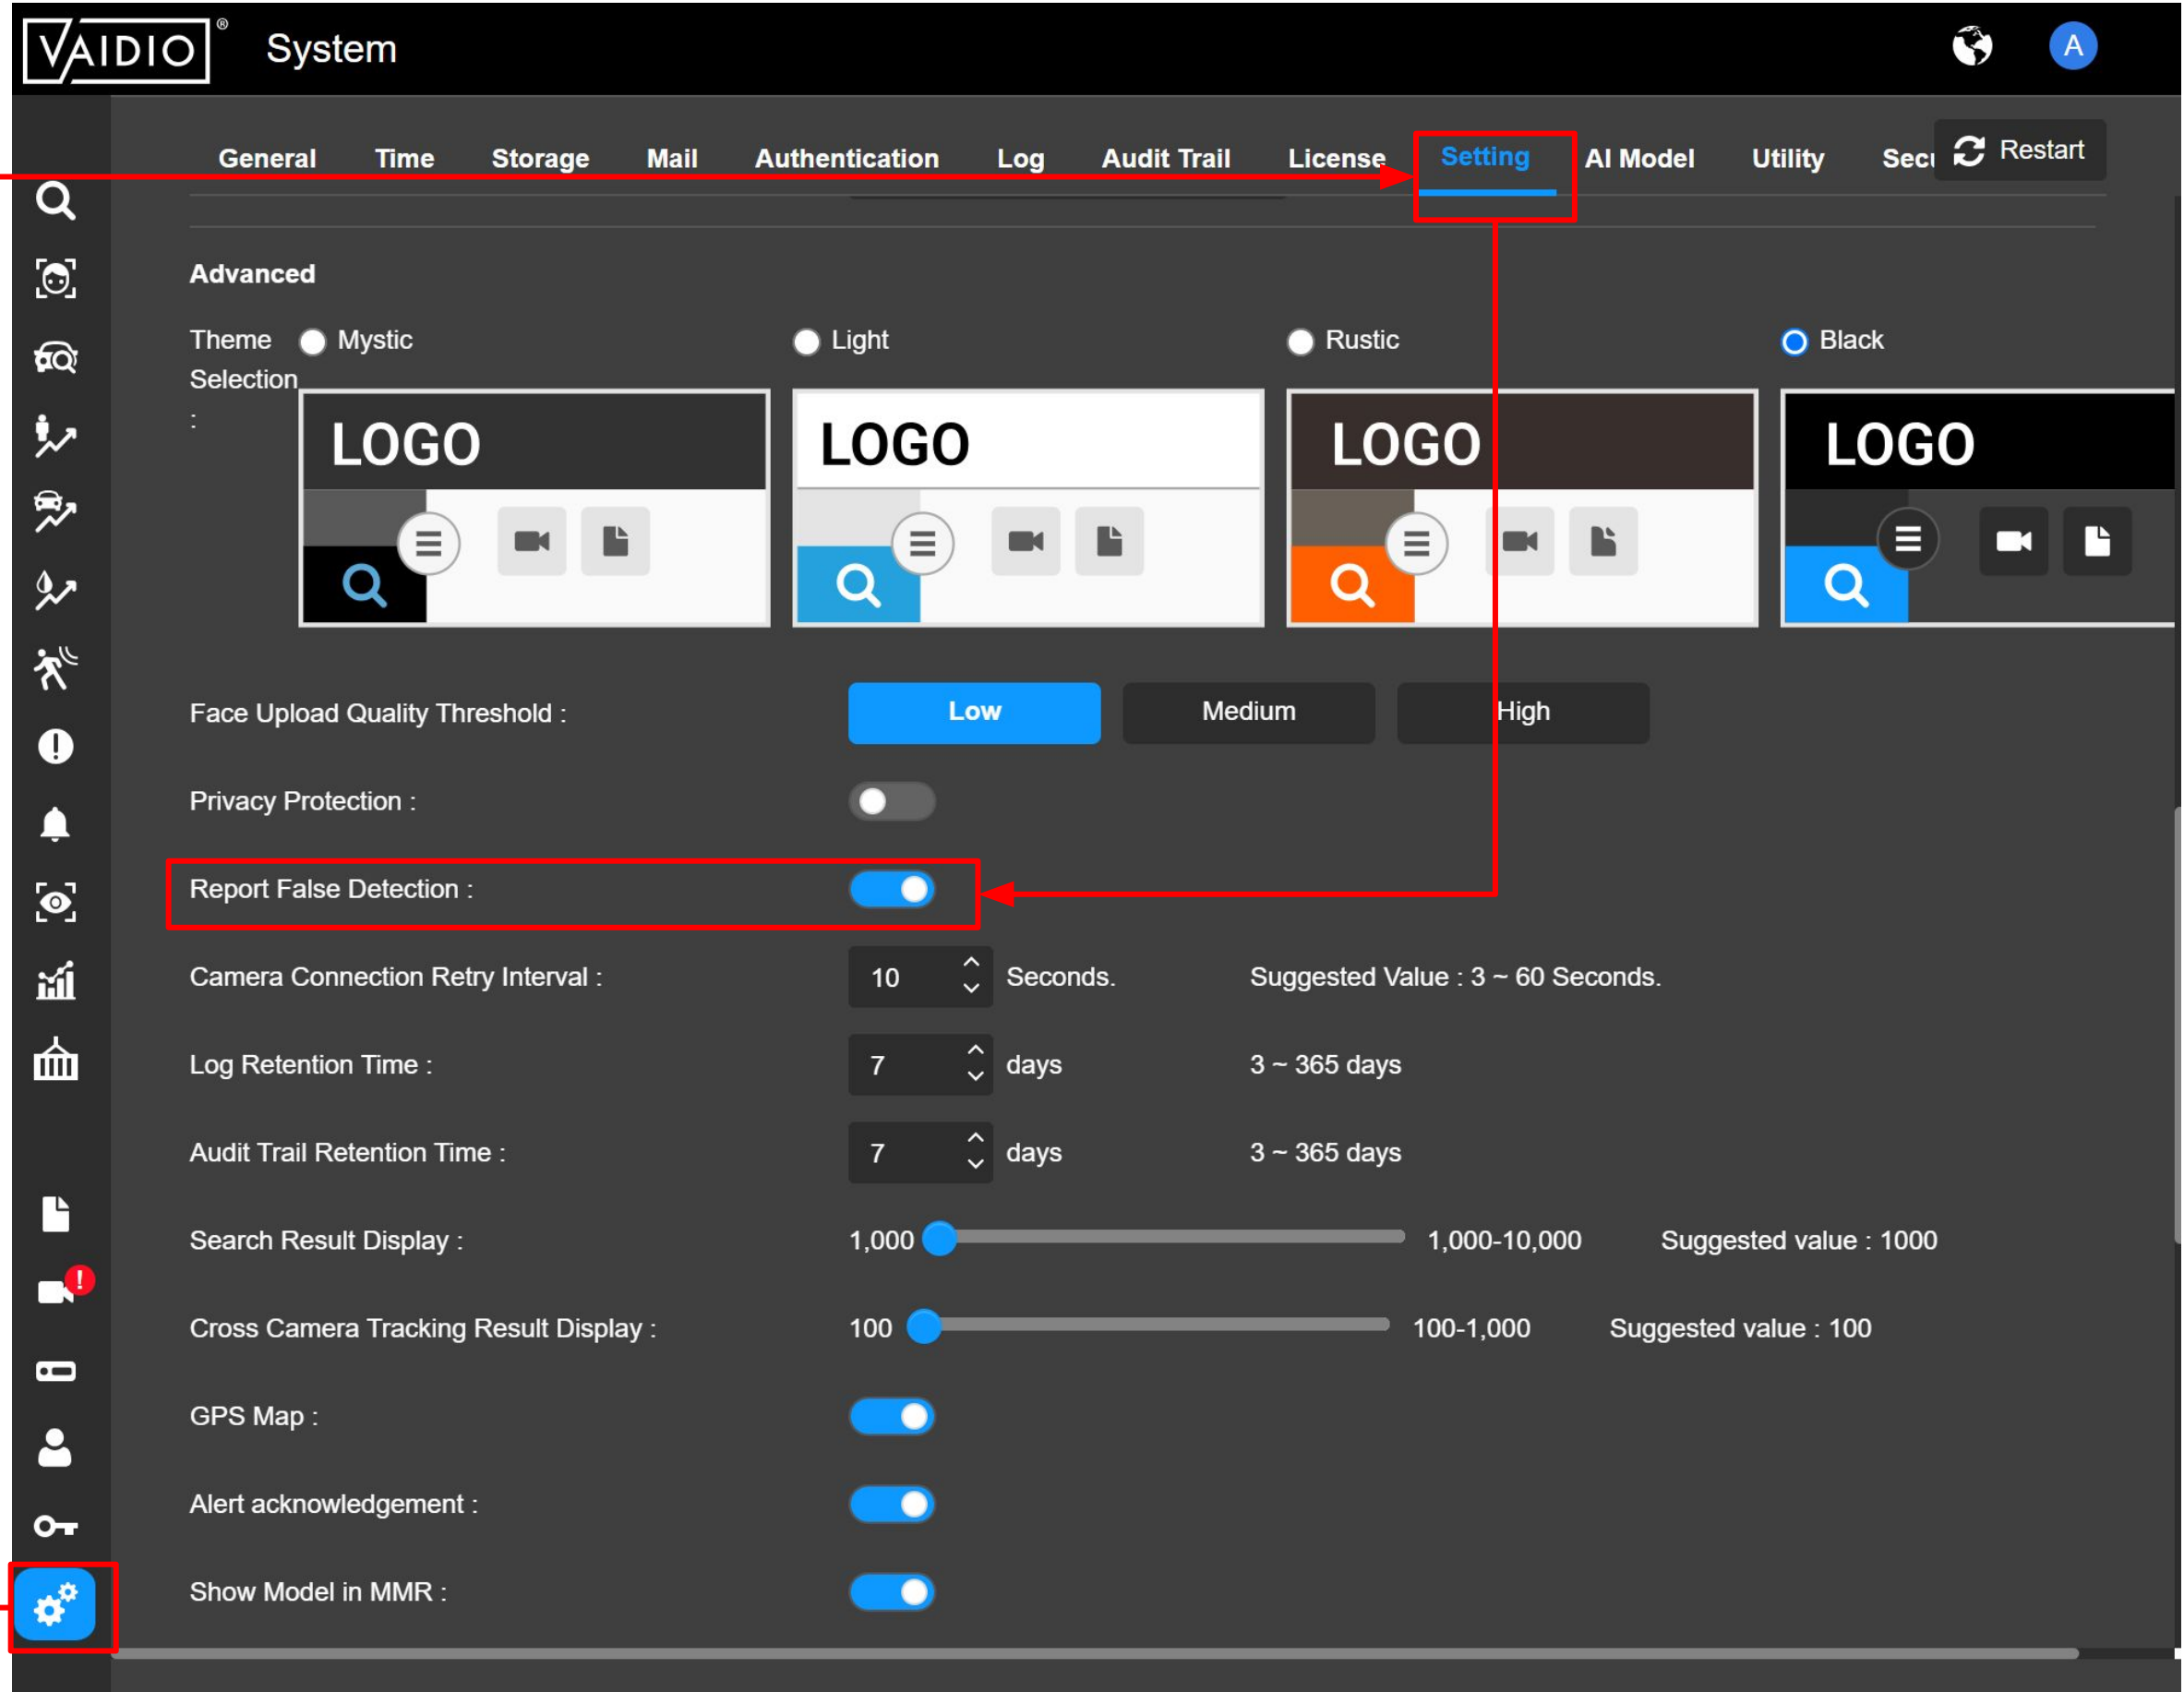 VAIDIO® System A
General Time Storage Mail Authentication Log Audit Trail License Setting AI Model Utility Secu Restart
Advanced
Theme Selection : Mystic Light Rustic Black
LOGO LOGO LOGO LOGO
Face Upload Quality Threshold : Low Medium High
Privacy Protection :
Report False Detection :
Camera Connection Retry Interval : 10 Seconds. Suggested Value : 3 ~ 60 Seconds.
Log Retention Time : 7 days 3 ~ 365 days
Audit Trail Retention Time : 7 days 3 ~ 365 days
Search Result Display : 1,000 1,000-10,000 Suggested value : 1000
Cross Camera Tracking Result Display : 100 100-1,000 Suggested value : 100
GPS Map :
Alert acknowledgement :
Show Model in MMR :